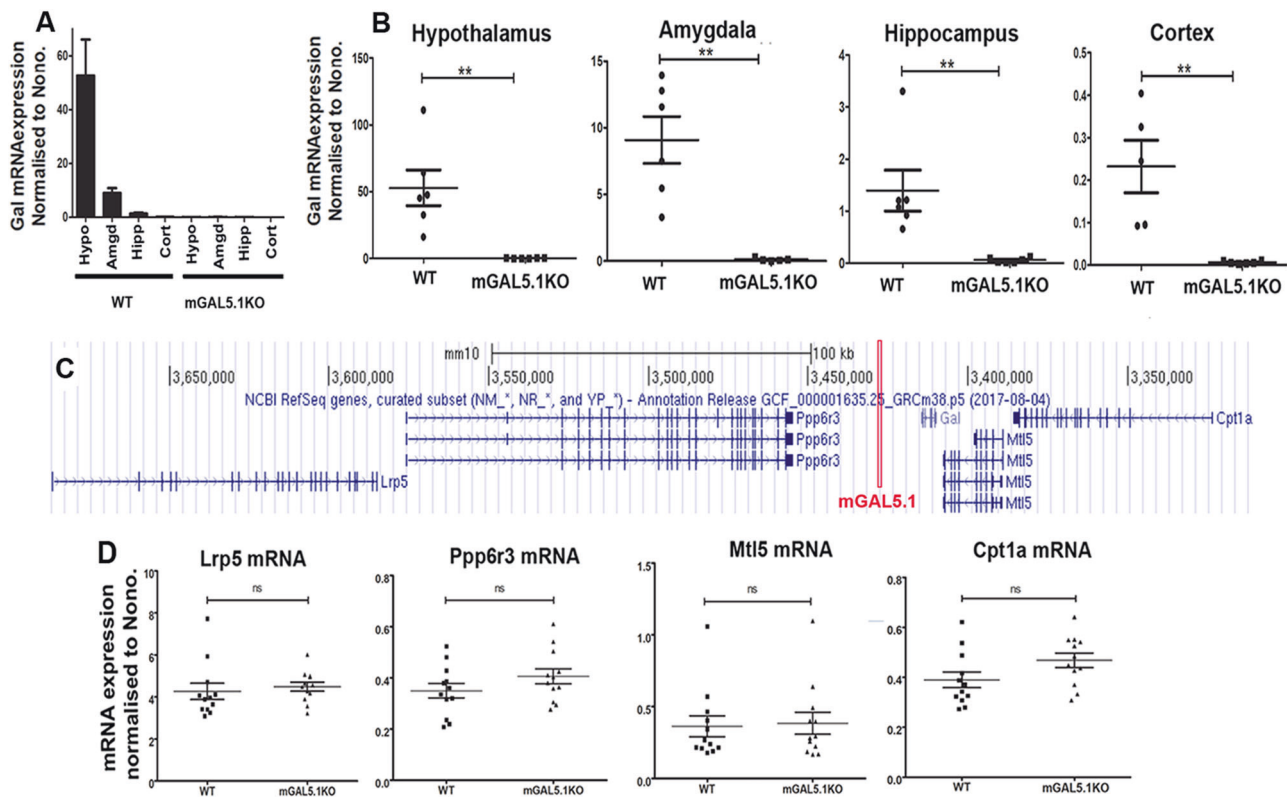 A
Gal mRNAexpression
Normalised to Nono.
60
40
20
0
Hypo
Amgd
Hipp
Cort
Hypo
Amgd
Hipp
Cort
WT
mGAL5.1KO
B
Gal mRNAexpression
Normalised to Nono.
Hypothalamus
**
150
100
50
0
WT
mGAL5.1KO
Amygdala
**
15
10
5
0
WT
mGAL5.1KO
Hippocampus
**
4
3
2
1
0
WT
mGAL5.1KO
Cortex
**
0.5
0.4
0.3
0.2
0.1
0.0
WT
mGAL5.1KO
C
mm10 100 kb
3,650,000 3,600,000 3,550,000 3,500,000 3,450,000 3,400,000 3,350,000
NCBI RefSeq genes, curated subset (NM_*, NR_*, and YP_*) - Annotation Release GCF_000001635.25_GRCm38.p5 (2017-08-04)
Ppp6r3 Gal Cpt1a
Ppp6r3 Mtl5
Ppp6r3 Mtl5
Lrp5 Mtl5
mGAL5.1 Mtl5
D
mRNA expression
normalised to Nono.
Lrp5 mRNA
ns
10
8
6
4
2
0
WT
mGAL5.1KO
Ppp6r3 mRNA
ns
0.8
0.6
0.4
0.2
0.0
WT
mGAL5.1KO
Mtl5 mRNA
ns
1.5
1.0
0.5
0.0
WT
mGAL5.1KO
Cpt1a mRNA
ns
0.8
0.6
0.4
0.2
0.0
WT
mGAL5.1KO